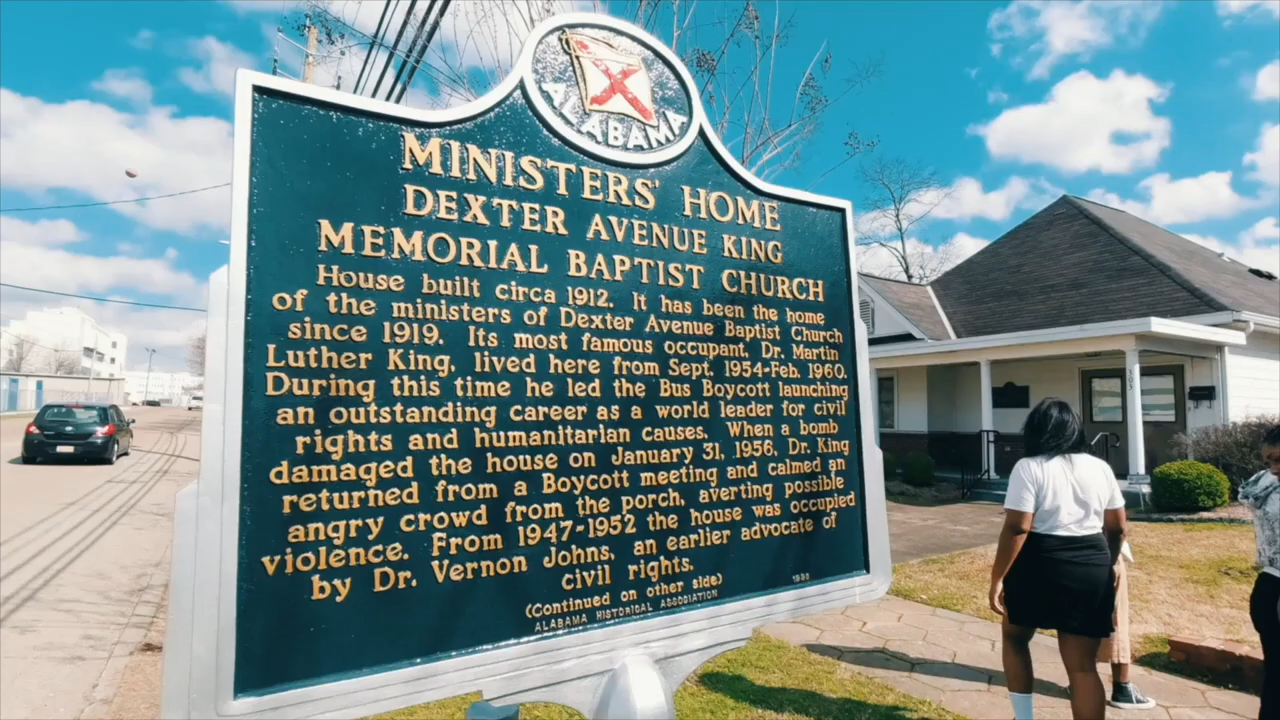 ALABAMA
MINISTERS' HOME
DEXTER AVENUE KING
MEMORIAL BAPTIST CHURCH
House built circa 1912. It has been the home
of the ministers of Dexter Avenue Baptist Church
since 1919. Its most famous occupant, Dr. Martin
Luther King, lived here from Sept. 1954-Feb. 1960.
During this time he led the Bus Boycott launching
an outstanding career as a world leader for civil
rights and humanitarian causes. When a bomb
damaged the house on January 31, 1956, Dr. King
returned from a Boycott meeting and calmed an
angry crowd from the porch, averting possible
violence. From 1947-1952 the house was occupied
by Dr. Vernon Johns, an earlier advocate of
civil rights.
(Continued on other side)
ALABAMA HISTORICAL ASSOCIATION
309